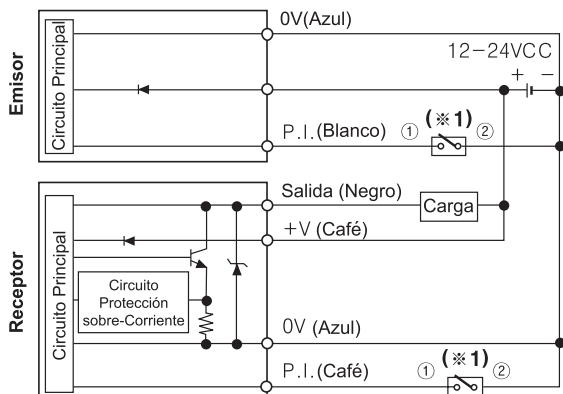 Emisor
Circuito Principal
0V(Azul)
12-24VCC
+ -
P.I.(Blanco)
① (※1) ②
Receptor
Circuito Principal
Salida (Negro)
Carga
+V (Café)
Circuito
Protección
sobre-Corriente
0V (Azul)
P.I.(Café)
① (※1) ②